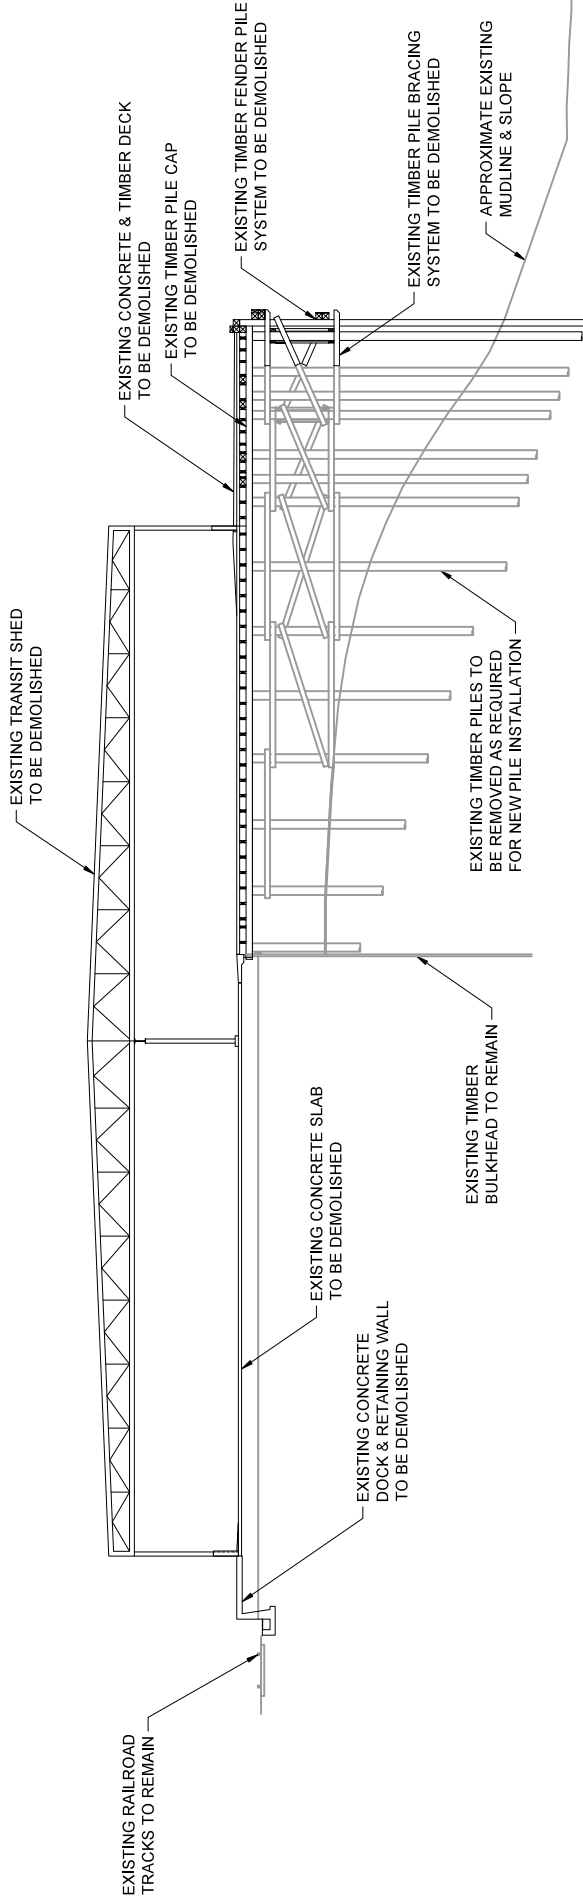 EXISTING RAILROAD
TRACKS TO REMAIN
EXISTING TRANSIT SHED
TO BE DEMOLISHED
EXISTING CONCRETE & TIMBER DECK
TO BE DEMOLISHED
EXISTING TIMBER PILE CAP
TO BE DEMOLISHED
EXISTING TIMBER FENDER PILE
SYSTEM TO BE DEMOLISHED
EXISTING CONCRETE
DOCK & RETAINING WALL
TO BE DEMOLISHED
EXISTING CONCRETE SLAB
TO BE DEMOLISHED
EXISTING TIMBER
BULKHEAD TO REMAIN
EXISTING TIMBER PILES TO
BE REMOVED AS REQUIRED
FOR NEW PILE INSTALLATION
EXISTING TIMBER PILE BRACING
SYSTEM TO BE DEMOLISHED
APPROXIMATE EXISTING
MUDLINE & SLOPE